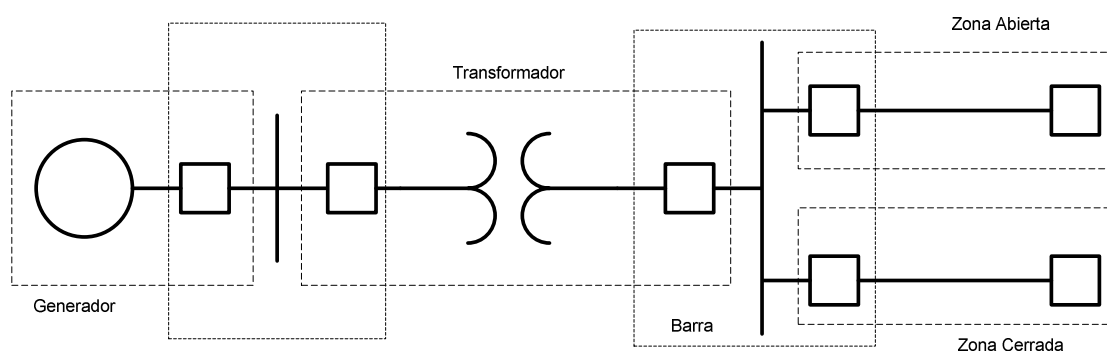 Zona Abierta
Transformador
Generador
Barra
Zona Cerrada